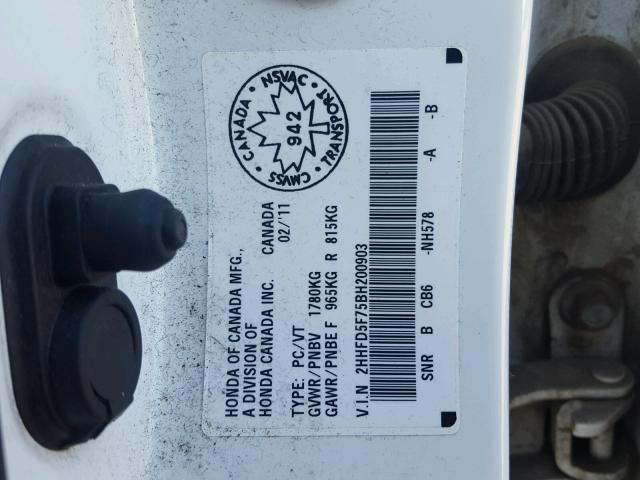 CANADA • NSVAC • TRANSPORT • CMVSS
942
HONDA OF CANADA MFG.,
A DIVISION OF
HONDA CANADA INC. CANADA
02/'11
TYPE: PC/VT
GVWR/PNBV 1780KG
GAWR/PNBE F 965KG R 815KG
V.I.N 2HHFD5F75BH200903
SNR B CB6 -NH578 -A -B